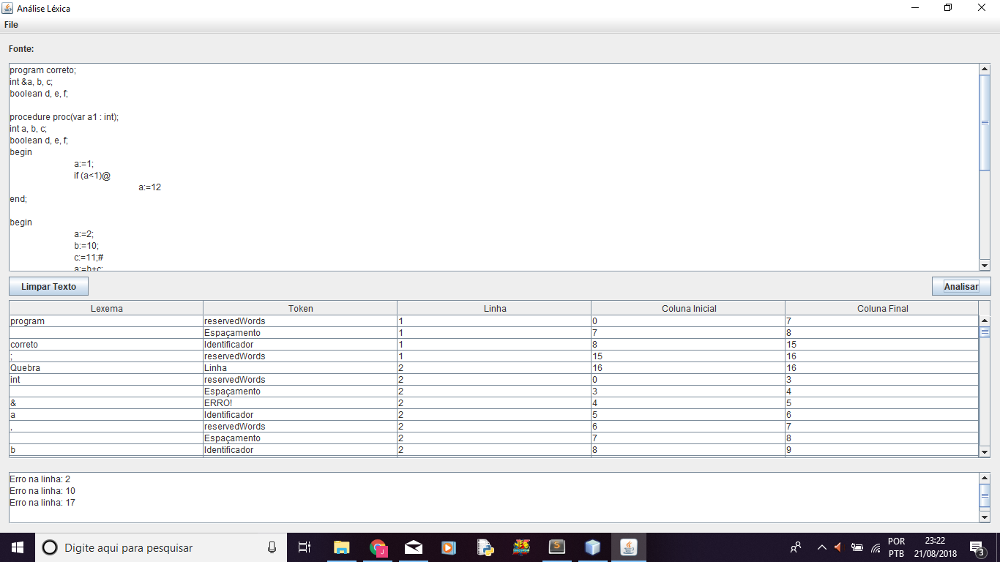 Análise Léxica
File
Fonte:
program correto;
int &a, b, c;
boolean d, e, f;
procedure proc(var a1 : int);
int a, b, c;
boolean d, e, f;
begin
a:=1;
if (a<1)@
a:=12
end;
begin
a:=2;
b:=10;
c:=11;#
a:=b+c;
Limpar Texto Analisar
Lexema Token Linha Coluna Inicial Coluna Final
program reservedWords 1 0 7
Espaçamento 1 7 8
correto Identificador 1 8 15
; reservedWords 1 15 16
Quebra Linha 2 16 16
int reservedWords 2 0 3
Espaçamento 2 3 4
& ERRO! 2 4 5
a Identificador 2 5 6
, reservedWords 2 6 7
Espaçamento 2 7 8
b Identificador 2 8 9
Erro na linha: 2
Erro na linha: 10
Erro na linha: 17
Digite aqui para pesquisar
POR 23:22
PTB 21/08/2018 3